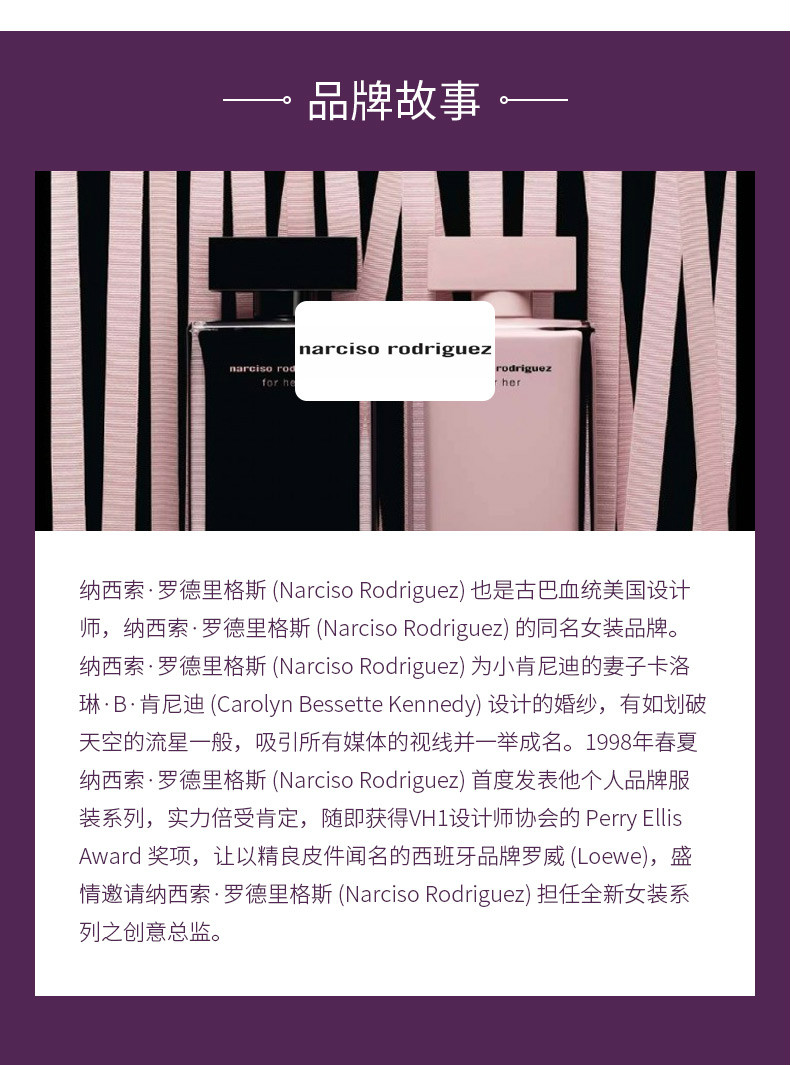 品牌故事
narciso rodriguez
narciso rod
for he
rodriguez
her
纳西索·罗德里格斯 (Narciso Rodriguez) 也是古巴血统美国设计
师，纳西索·罗德里格斯 (Narciso Rodriguez) 的同名女装品牌。
纳西索·罗德里格斯 (Narciso Rodriguez) 为小肯尼迪的妻子卡洛
琳·B·肯尼迪 (Carolyn Bessette Kennedy) 设计的婚纱，有如划破
天空的流星一般，吸引所有媒体的视线并一举成名。1998年春夏
纳西索·罗德里格斯 (Narciso Rodriguez) 首度发表他个人品牌服
装系列，实力倍受肯定，随即获得VH1设计师协会的 Perry Ellis
Award 奖项，让以精良皮件闻名的西班牙品牌罗威 (Loewe)，盛
情邀请纳西索·罗德里格斯 (Narciso Rodriguez) 担任全新女装系
列之创意总监。